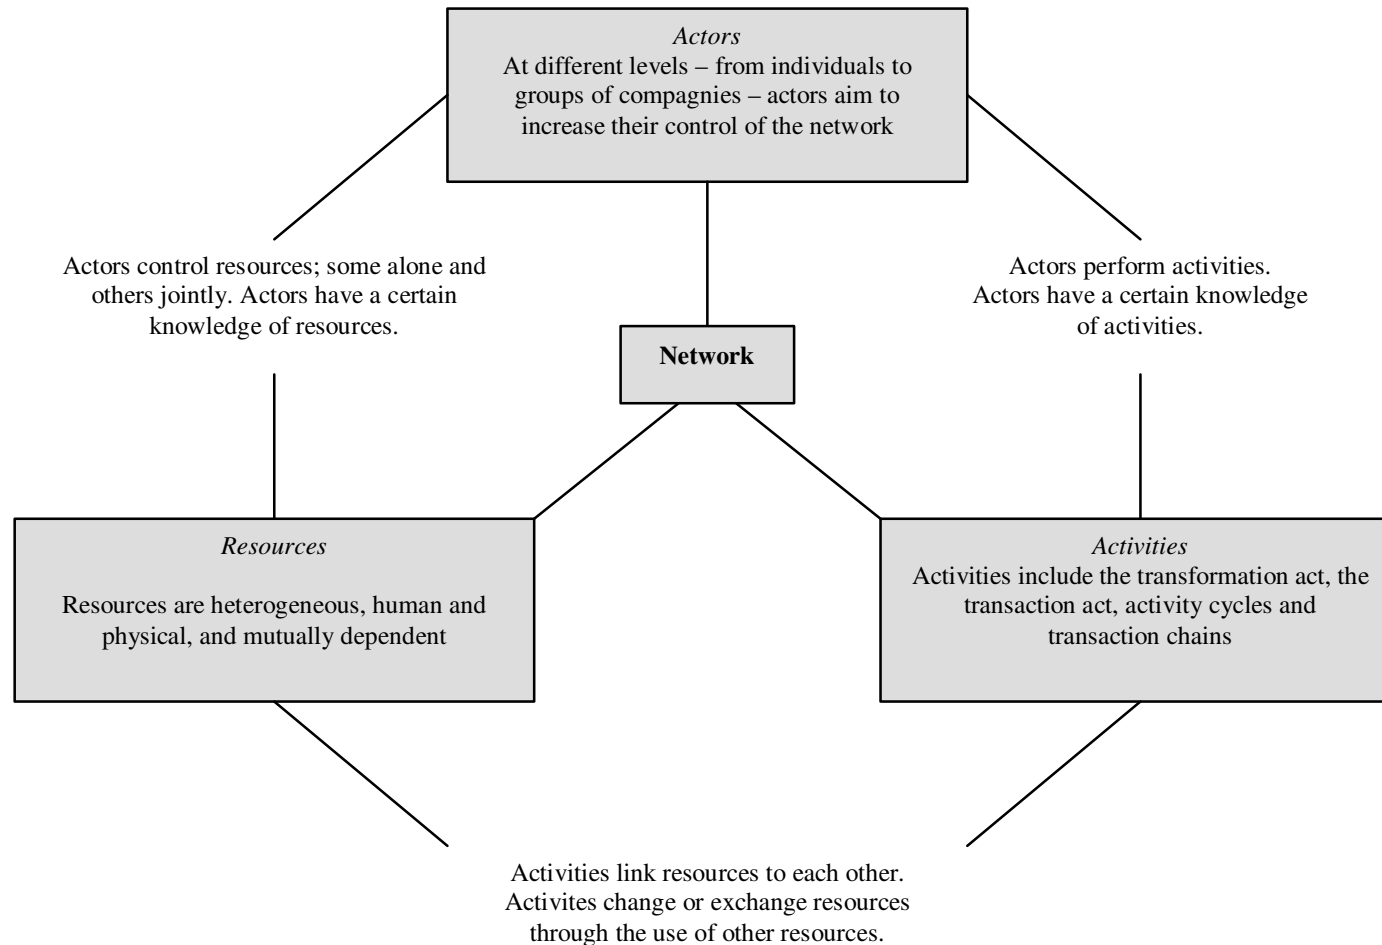 Actors
At different levels – from individuals to
groups of compagnies – actors aim to
increase their control of the network
Actors control resources; some alone and
others jointly. Actors have a certain
knowledge of resources.
Actors perform activities.
Actors have a certain knowledge
of activities.
Network
Resources
Resources are heterogeneous, human and
physical, and mutually dependent
Activities
Activities include the transformation act, the
transaction act, activity cycles and
transaction chains
Activities link resources to each other.
Activites change or exchange resources
through the use of other resources.